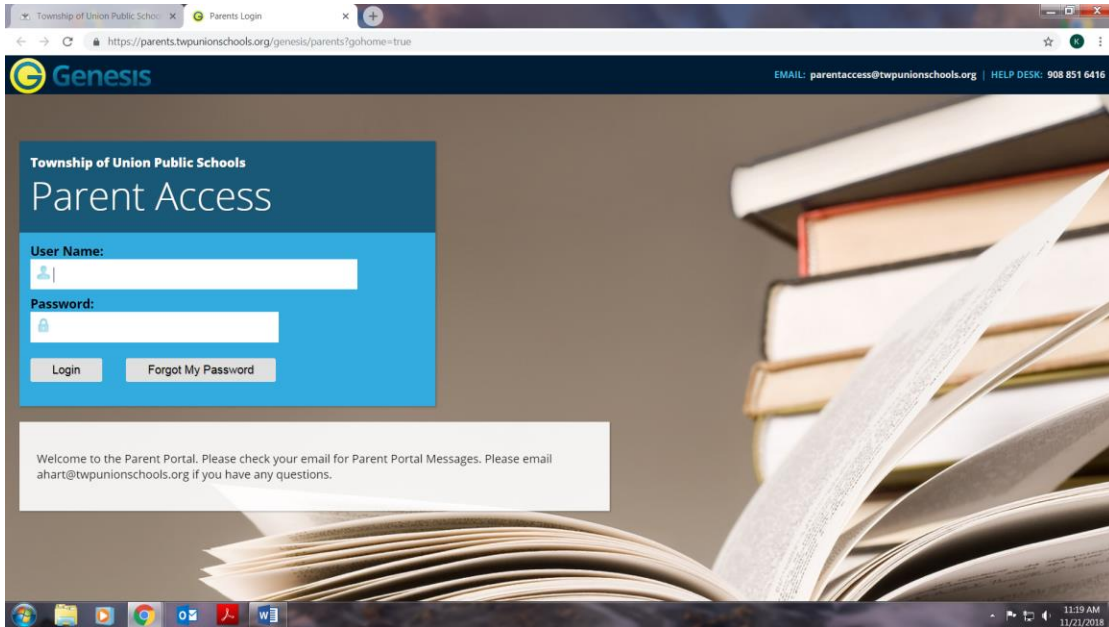 Township of Union Public School
Parents Login
https://parents.twpunionschools.org/genesis/parents?gohome=true
K
G Genesis
EMAIL: parentaccess@twpunionschools.org | HELP DESK: 908 851 6416
Township of Union Public Schools
Parent Access
User Name:
Password:
Login
Forgot My Password
Welcome to the Parent Portal. Please check your email for Parent Portal Messages. Please email
ahart@twpunionschools.org if you have any questions.
11:19 AM
11/21/2018